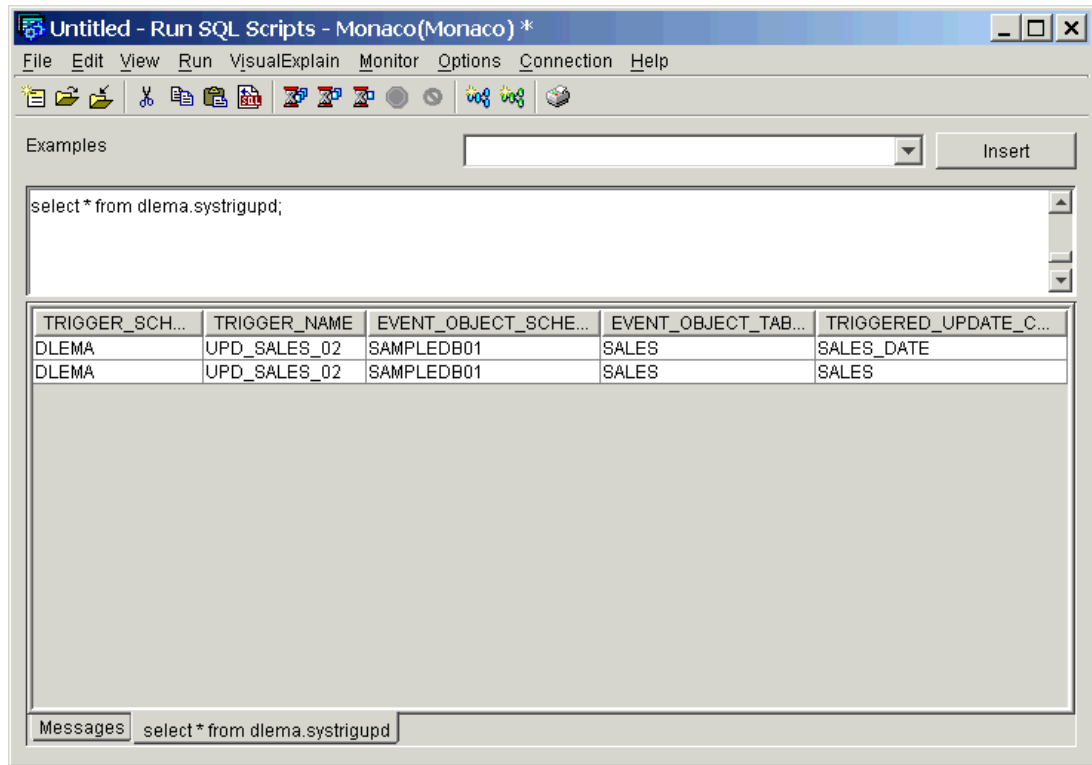 Untitled - Run SQL Scripts - Monaco(Monaco) *
File Edit View Run VisualExplain Monitor Options Connection Help
Examples
Insert
select * from dlema.systrigupd;
TRIGGER_SCH... TRIGGER_NAME EVENT_OBJECT_SCHE... EVENT_OBJECT_TAB... TRIGGERED_UPDATE_C...
DLEMA UPD_SALES_02 SAMPLEDB01 SALES SALES_DATE
DLEMA UPD_SALES_02 SAMPLEDB01 SALES SALES
Messages select * from dlema.systrigupd